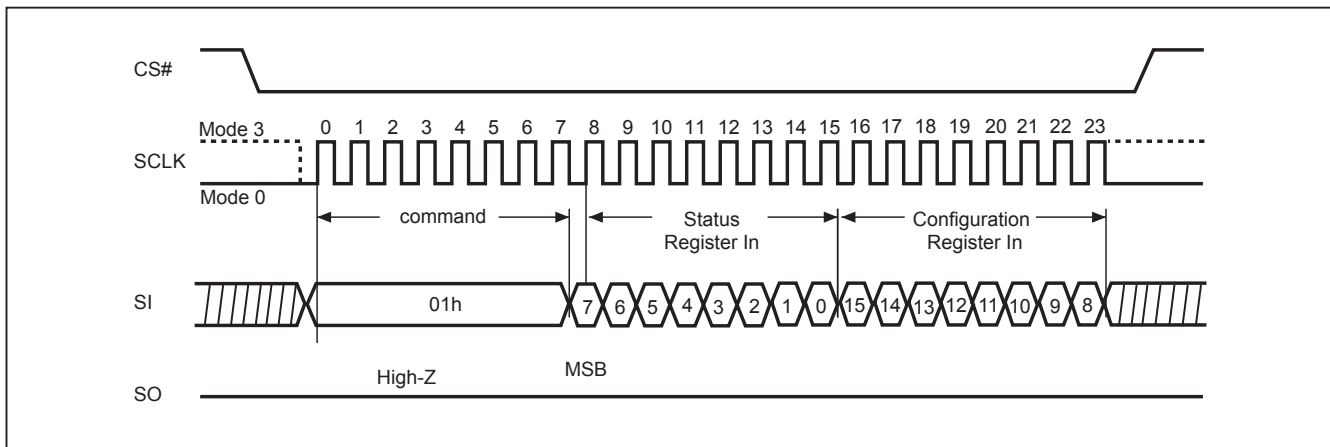 CS#
Mode 3
0 1 2 3 4 5 6 7 8 9 10 11 12 13 14 15 16 17 18 19 20 21 22 23
SCLK
Mode 0
command
Status
Register In
Configuration
Register In
SI
01h
7 6 5 4 3 2 1 0 15 14 13 12 11 10 9 8
High-Z
MSB
SO